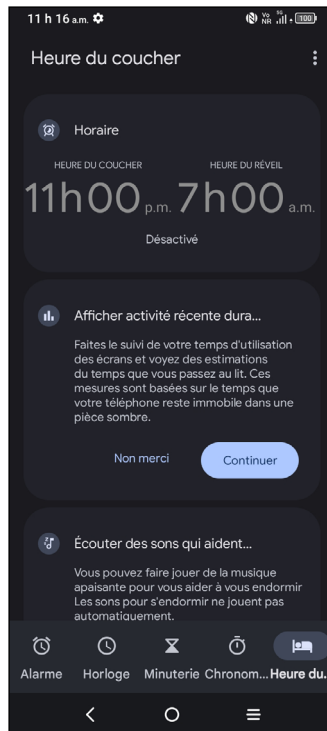 11 h 16 a.m. Vo NR 5G 100
Heure du coucher
Horaire
HEURE DU COUCHER HEURE DU RÉVEIL
11h00 p.m. 7h00 a.m.
Désactivé
Afficher activité récente dura...
Faites le suivi de votre temps d'utilisation
des écrans et voyez des estimations
du temps que vous passez au lit. Ces
mesures sont basées sur le temps que
votre téléphone reste immobile dans une
pièce sombre.
Non merci Continuer
Écouter des sons qui aident...
Vous pouvez faire jouer de la musique
apaisante pour vous aider à vous endormir
Les sons pour s'endormir ne jouent pas
automatiquement.
Alarme Horloge Minuterie Chronom... Heure du...